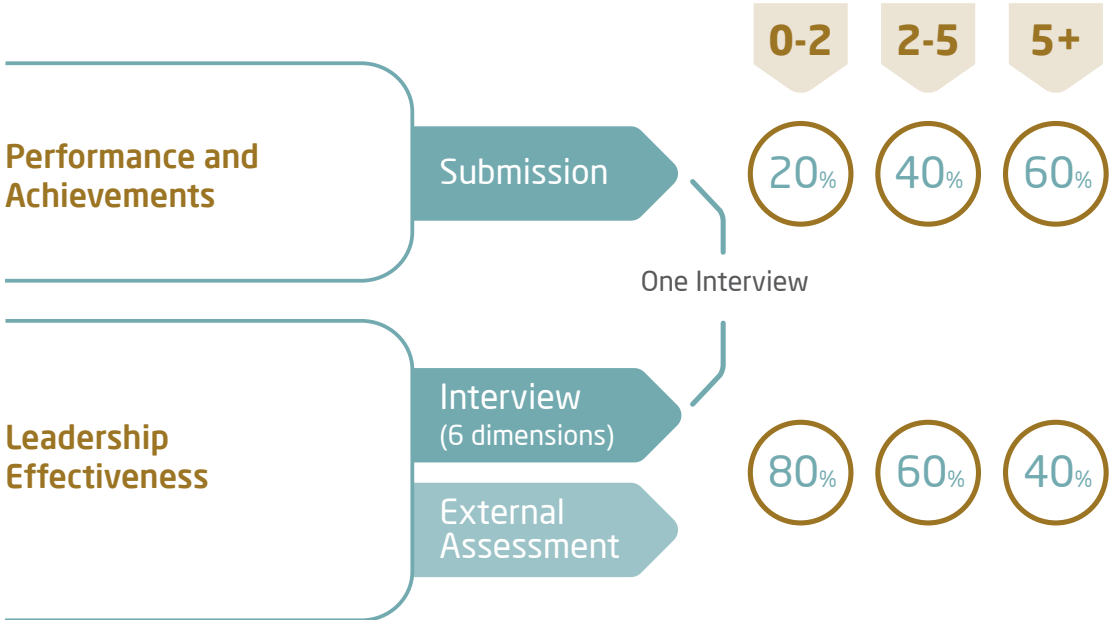 0-2 2-5 5+
Performance and
Achievements
Submission
20% 40% 60%
One Interview
Leadership
Effectiveness
Interview
(6 dimensions)
External
Assessment
80% 60% 40%